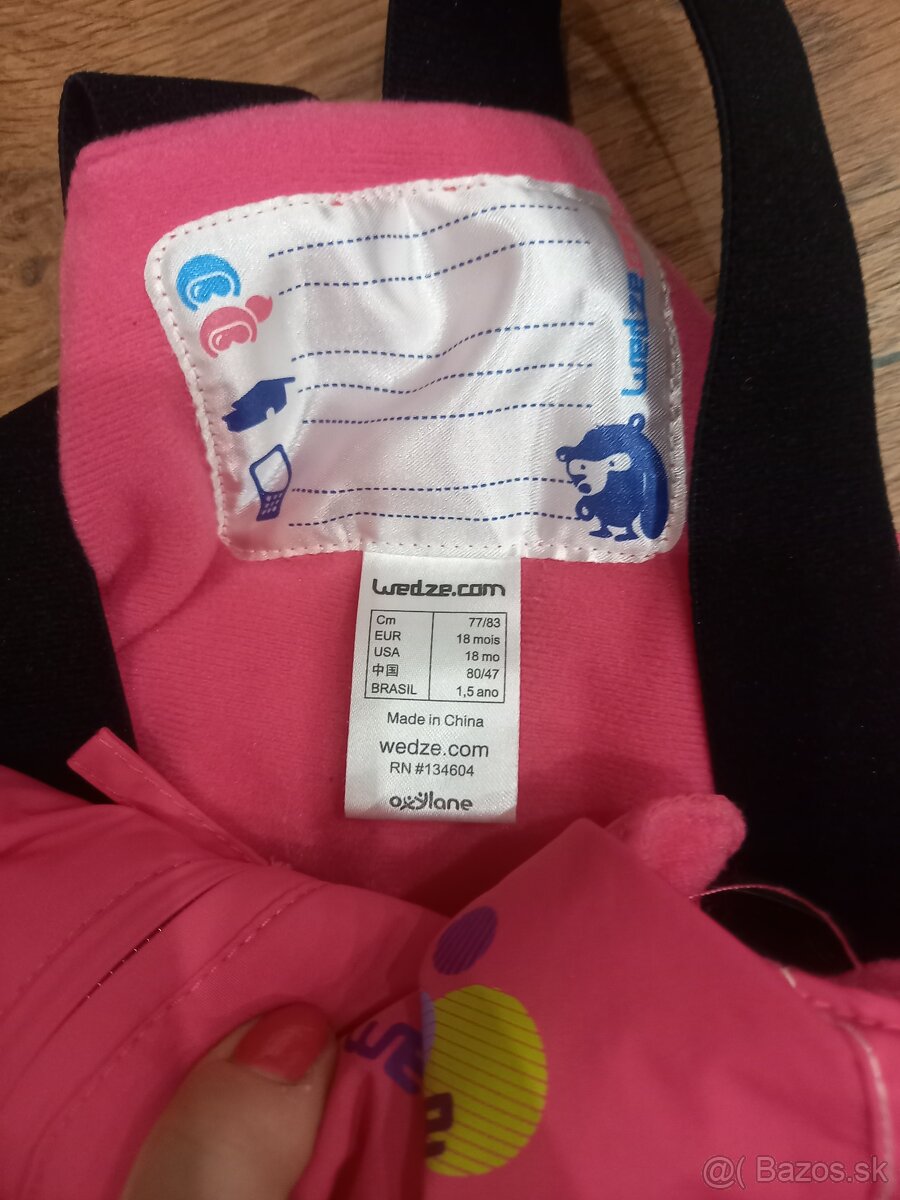 wedze
wedze.com
Cm 77/83
EUR 18 mois
USA 18 mo
中国 80/47
BRASIL 1,5 ano
Made in China
wedze.com
RN #134604
oxylane
@( Bazos.sk